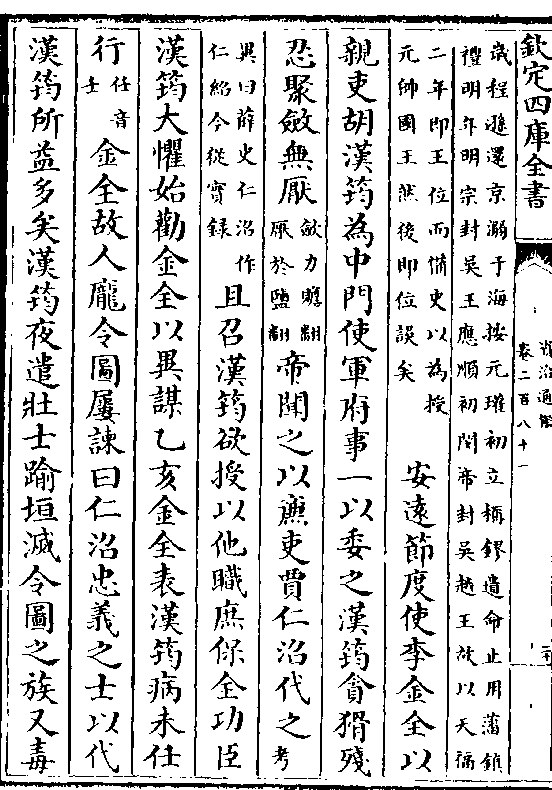 欽定四庫全書
資治通鑑
卷二百八十一
歲程遜還京溺于海按元瓘初立稱鏐遺命止用藩鎮
禮明年明宗封吳王應順初閔帝封吳越王故以天福
二年即王位而備史以為授
元帥國王然後即位誤矣
安遠節度使李金全以
親吏胡漢筠為中門使軍府事一以委之漢筠貪猾殘
忍聚斂無厭斂力贍翻
厭於鹽翻
帝聞之以廉吏賈仁沼代之考
異曰薛史仁沼作
仁紹今從實錄
且召漢筠欲授以他職庶保全功臣
漢筠大懼始勸金全以異謀乙亥金全表漢筠病未任
行任音
士
金全故人龐令圖屢諫曰仁沼忠義之士以代
漢筠所益多矣漢筠夜遣壯士踰垣滅令圖之族又毒